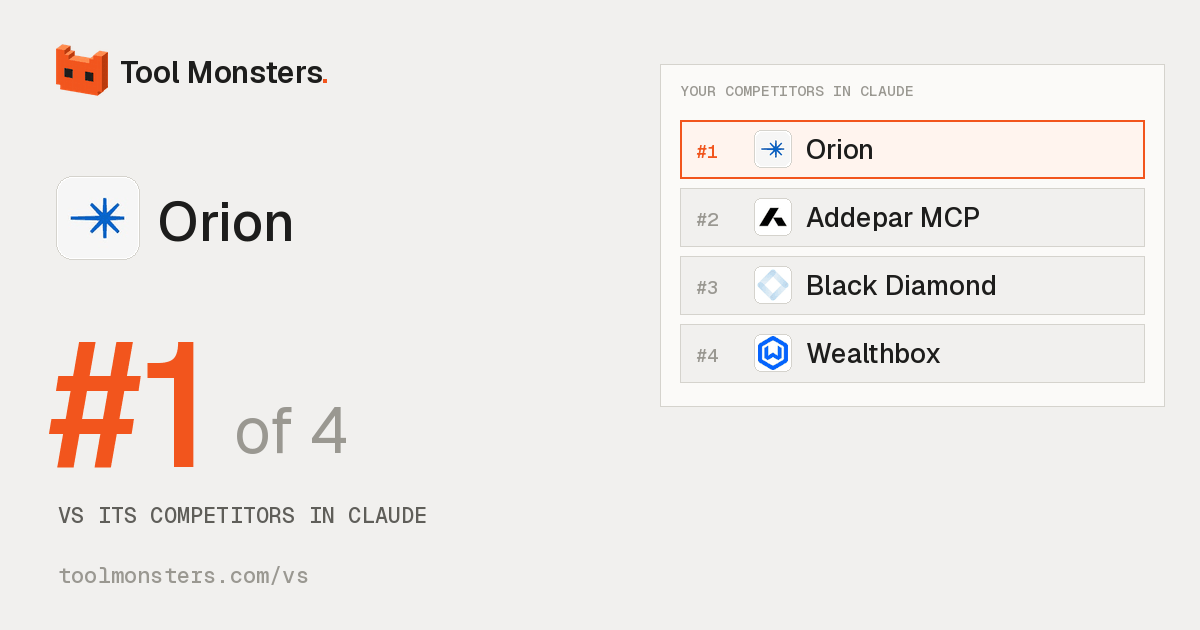 Tool Monsters.
Orion
#1 of 4
VS ITS COMPETITORS IN CLAUDE
toolmonsters.com/vs
YOUR COMPETITORS IN CLAUDE
#1 Orion
#2 Addepar MCP
#3 Black Diamond
#4 Wealthbox